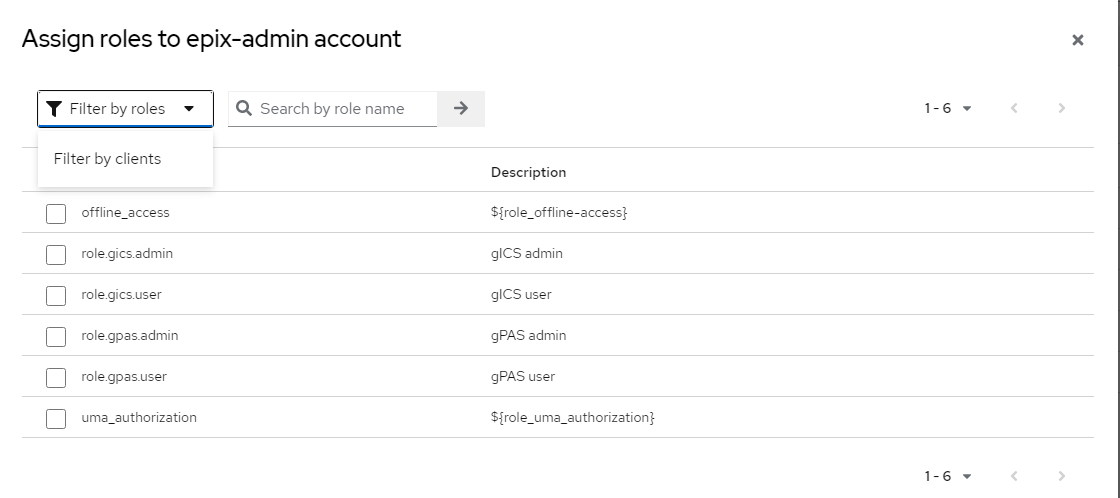 Assign roles to epix-admin account
Filter by roles
Search by role name
1 - 6
Filter by clients
Description
offline_access ${role_offline-access}
role.gics.admin gICS admin
role.gics.user gICS user
role.gpas.admin gPAS admin
role.gpas.user gPAS user
uma_authorization ${role_uma_authorization}
1 - 6